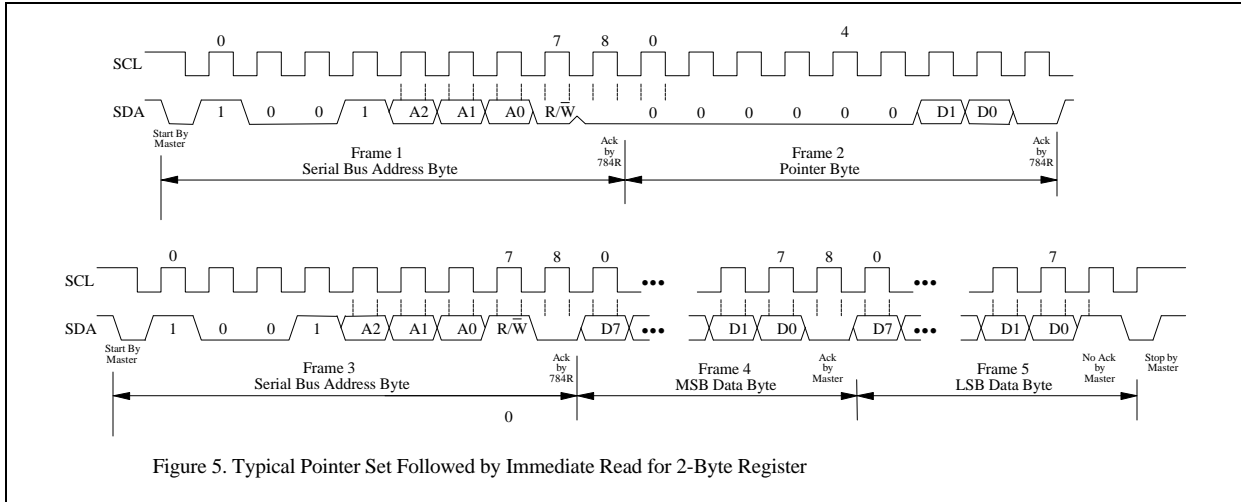 0 7 8 0 4
SCL
SDA 1 0 0 1 A2 A1 A0 R/W̅ 0 0 0 0 0 0 D1 D0
Start By
Master
Ack
by
784R
Ack
by
784R
Frame 1
Serial Bus Address Byte
Frame 2
Pointer Byte
0 7 8 0 7 8 0 7
SCL ••• •••
SDA 1 0 0 1 A2 A1 A0 R/W̅ D7 ••• D1 D0 D7 ••• D1 D0
Start By
Master
Ack
by
784R
Ack
by
Master
No Ack
by
Master
Stop by
Master
Frame 3
Serial Bus Address Byte
Frame 4
MSB Data Byte
Frame 5
LSB Data Byte
0
Figure 5. Typical Pointer Set Followed by Immediate Read for 2-Byte Register